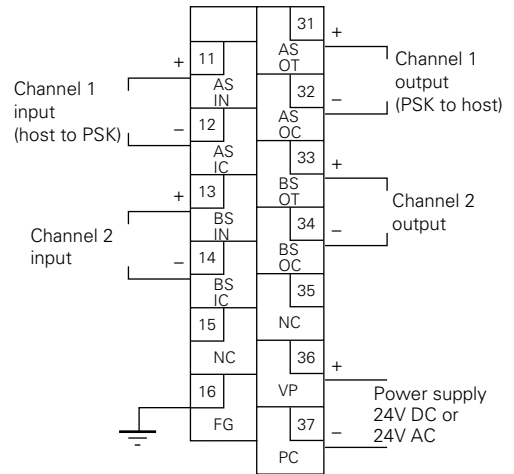 Channel 1
input
(host to PSK)
+
−
Channel 2
input
+
−
11
AS
IN
12
AS
IC
13
BS
IN
14
BS
IC
15
NC
16
FG
31
AS
OT
32
AS
OC
33
BS
OT
34
BS
OC
35
NC
36
VP
37
PC
+
−
Channel 1
output
(PSK to host)
+
−
Channel 2
output
+
−
Power supply
24V DC or
24V AC